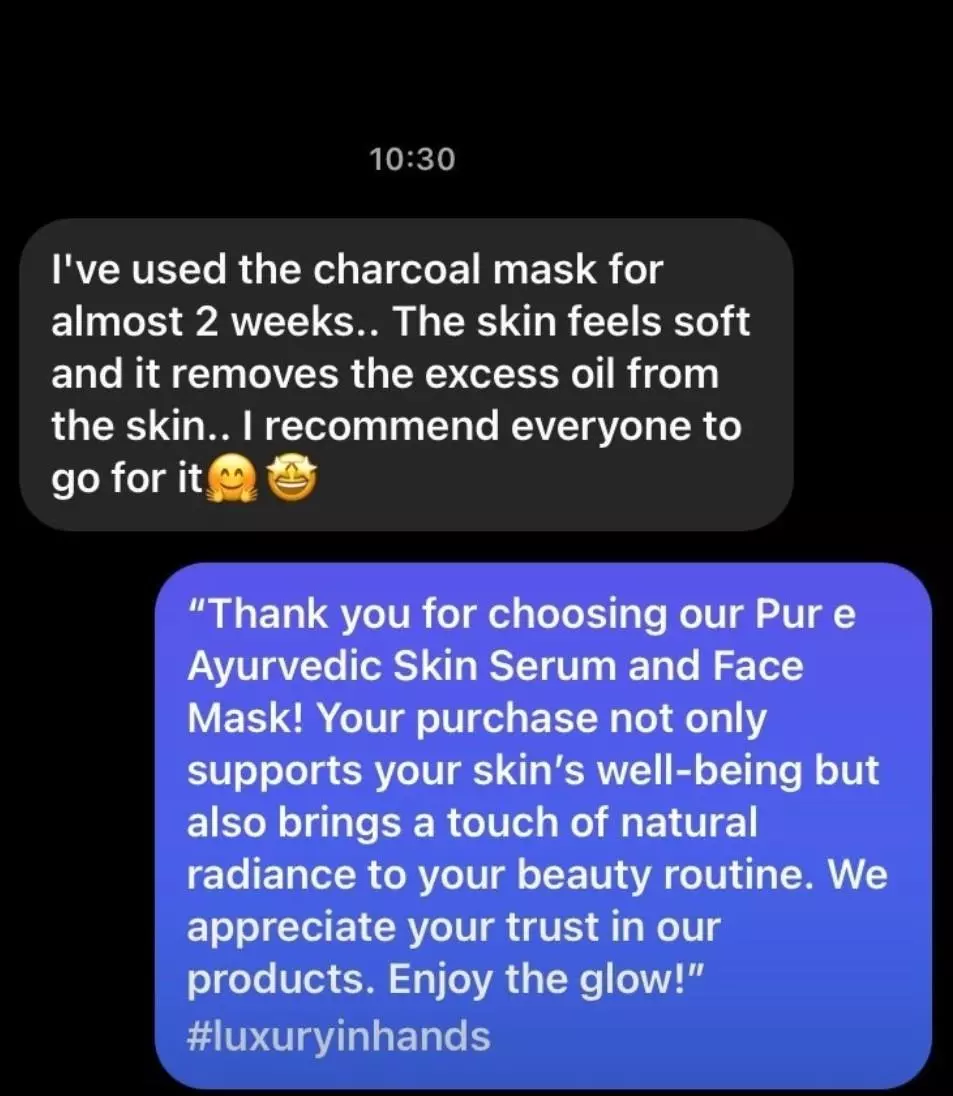 10:30
I've used the charcoal mask for
almost 2 weeks.. The skin feels soft
and it removes the excess oil from
the skin.. I recommend everyone to
go for it🤗🤩
“Thank you for choosing our Pur e
Ayurvedic Skin Serum and Face
Mask! Your purchase not only
supports your skin’s well-being but
also brings a touch of natural
radiance to your beauty routine. We
appreciate your trust in our
products. Enjoy the glow!”
#luxuryinhands